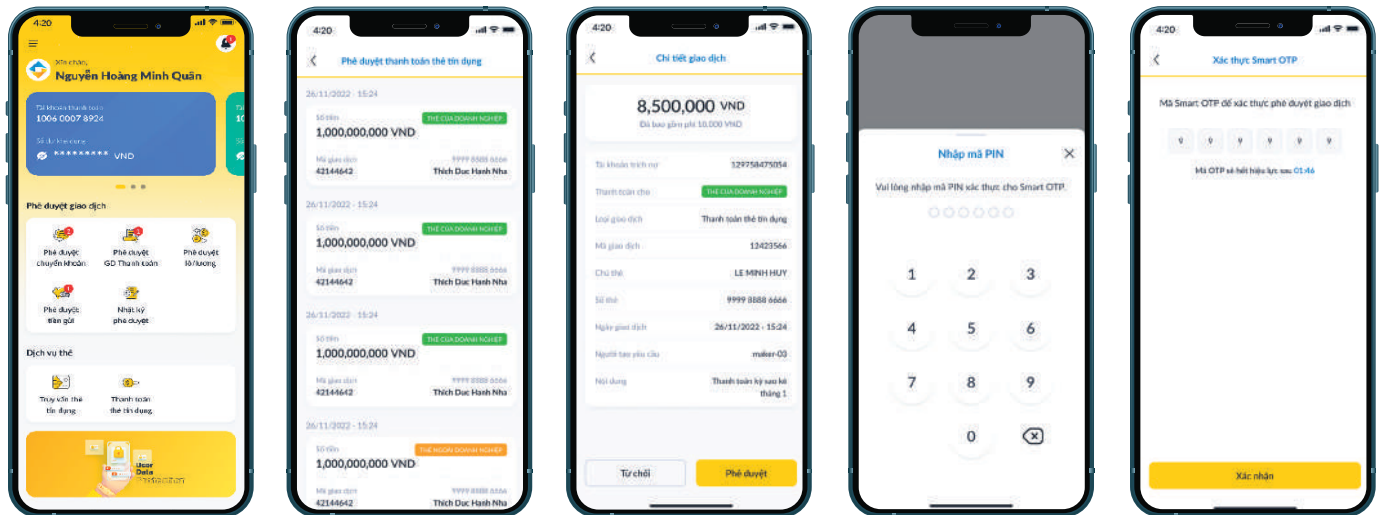 4:20
Xin chào,
Nguyễn Hoàng Minh Quân
Tài khoản thanh toán
1006 0007 8924
Số dư khả dụng
********* VND
Phê duyệt giao dịch
Phê duyệt chuyển khoản
Phê duyệt GD Thanh toán
Phê duyệt lô/lương
Phê duyệt tiền gửi
Nhật ký phê duyệt
Dịch vụ thẻ
Truy vấn thẻ tín dụng
Thanh toán thẻ tín dụng
User
Data
Protection
4:20
Phê duyệt thanh toán thẻ tín dụng
26/11/2022 - 15:24
Số tiền
THẺ CỦA DOANH NGHIỆP
1,000,000,000 VND
Mã giao dịch
9999 8888 6666
42144642
Thich Duc Hanh Nha
26/11/2022 - 15:24
Số tiền
THẺ CỦA DOANH NGHIỆP
1,000,000,000 VND
Mã giao dịch
9999 8888 6666
42144642
Thich Duc Hanh Nha
26/11/2022 - 15:24
Số tiền
THẺ CỦA DOANH NGHIỆP
1,000,000,000 VND
Mã giao dịch
9999 8888 6666
42144642
Thich Duc Hanh Nha
26/11/2022 - 15:24
Số tiền
THẺ NGOÀI DOANH NGHIỆP
1,000,000,000 VND
Mã giao dịch
9999 8888 6666
42144642
Thich Duc Hanh Nha
4:20
Chi tiết giao dịch
8,500,000 VND
Đã bao gồm phí 10,000 VND
Tài khoản trích nợ
129758475054
Thanh toán cho
THẺ CỦA DOANH NGHIỆP
Loại giao dịch
Thanh toán thẻ tín dụng
Mã giao dịch
12423566
Chủ thẻ
LE MINH HUY
Số thẻ
9999 8888 6666
Ngày giao dịch
26/11/2022 - 15:24
Người tạo yêu cầu
maker-03
Nội dung
Thanh toán kỳ sao kê
tháng 1
Từ chối
Phê duyệt
Nhập mã PIN
Vui lòng nhập mã PIN xác thực cho Smart OTP.
1 2 3
4 5 6
7 8 9
0
4:20
Xác thực Smart OTP
Mã Smart OTP để xác thực phê duyệt giao dịch
9 9 9 9 9 9
Mã OTP sẽ hết hiệu lực sau 01:46
Xác nhận